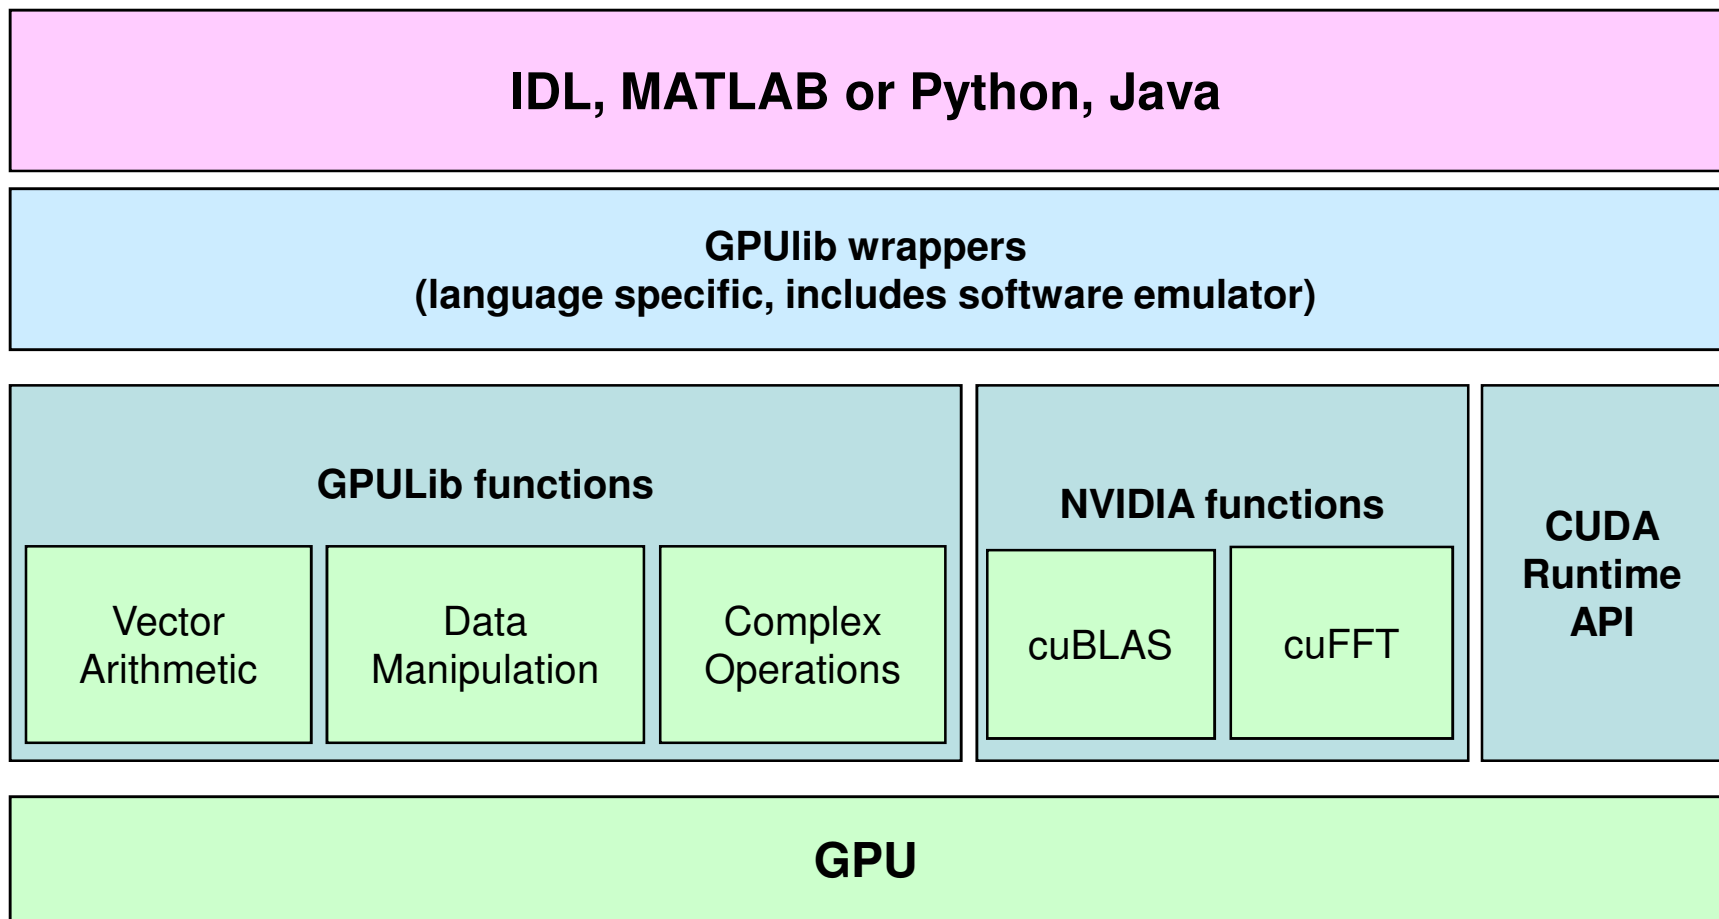 IDL, MATLAB or Python, Java
GPUlib wrappers
(language specific, includes software emulator)
GPULib functions
Vector
Arithmetic
Data
Manipulation
Complex
Operations
NVIDIA functions
cuBLAS
cuFFT
CUDA
Runtime
API
GPU